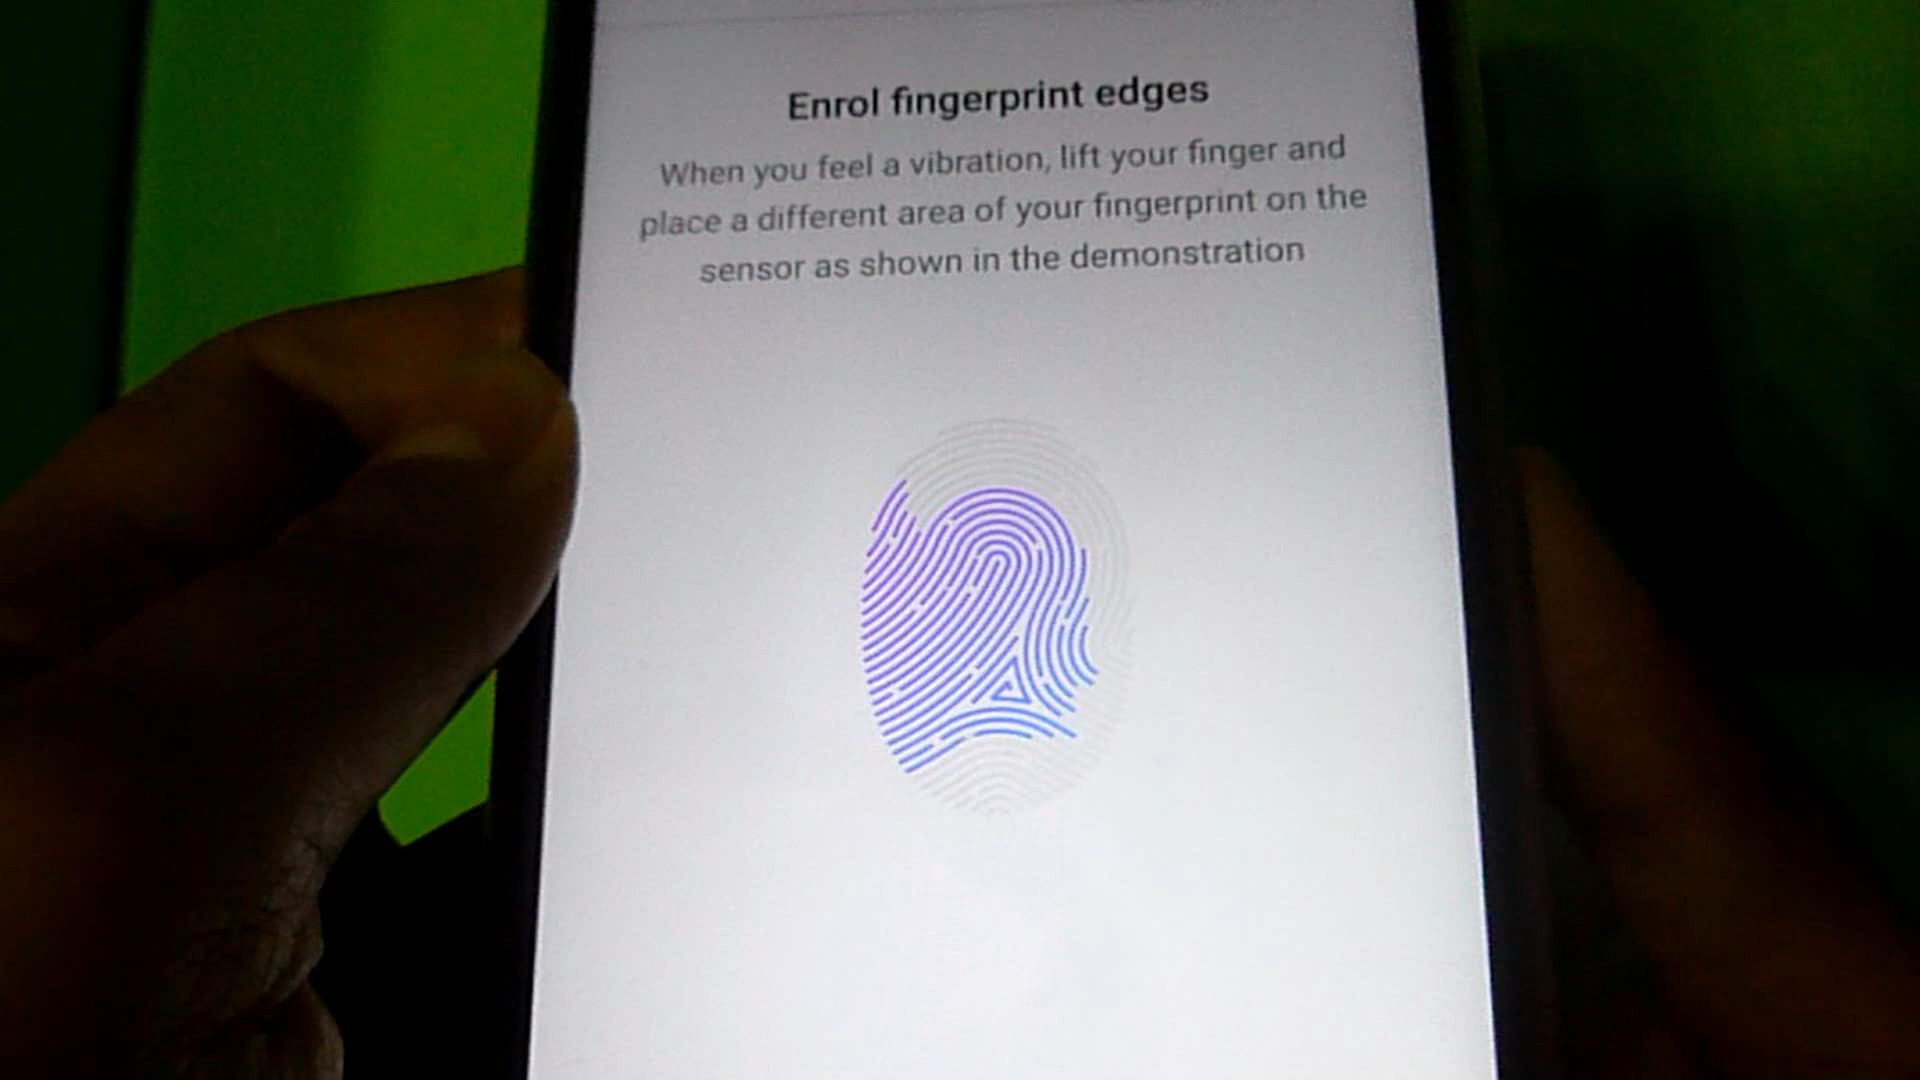 Enrol fingerprint edges
When you feel a vibration, lift your finger and
place a different area of your fingerprint on the
sensor as shown in the demonstration